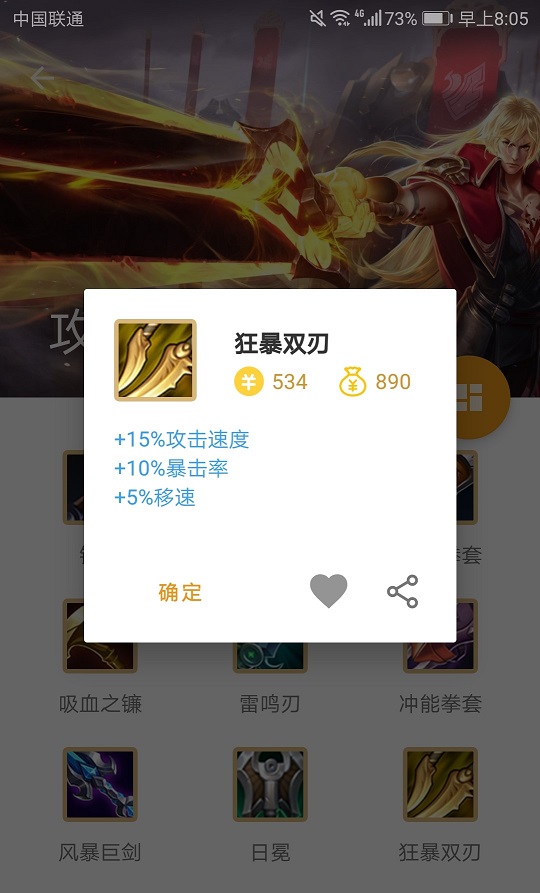 中国联通
4G
73%
早上8:05
攻
狂暴双刃
534
890
+15%攻击速度
+10%暴击率
+5%移速
确定
吸血之镰
雷鸣刃
冲能拳套
风暴巨剑
日冕
狂暴双刃